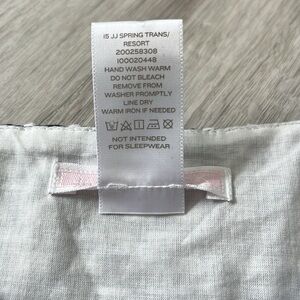 15 JJ SPRING TRANS/
RESORT
200258308
100020448
HAND WASH WARM
DO NOT BLEACH
REMOVE FROM
WASHER PROMPTLY
LINE DRY
WARM IRON IF NEEDED
NOT INTENDED
FOR SLEEPWEAR